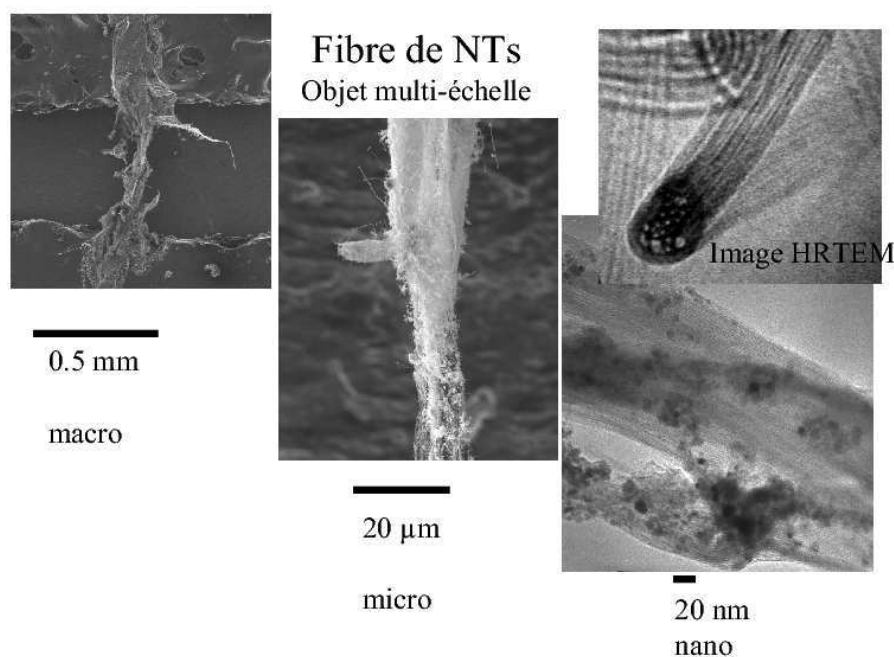 Fibre de NTs
Objet multi-échelle
Image HRTEM
0.5 mm
macro
20 µm
micro
20 nm
nano